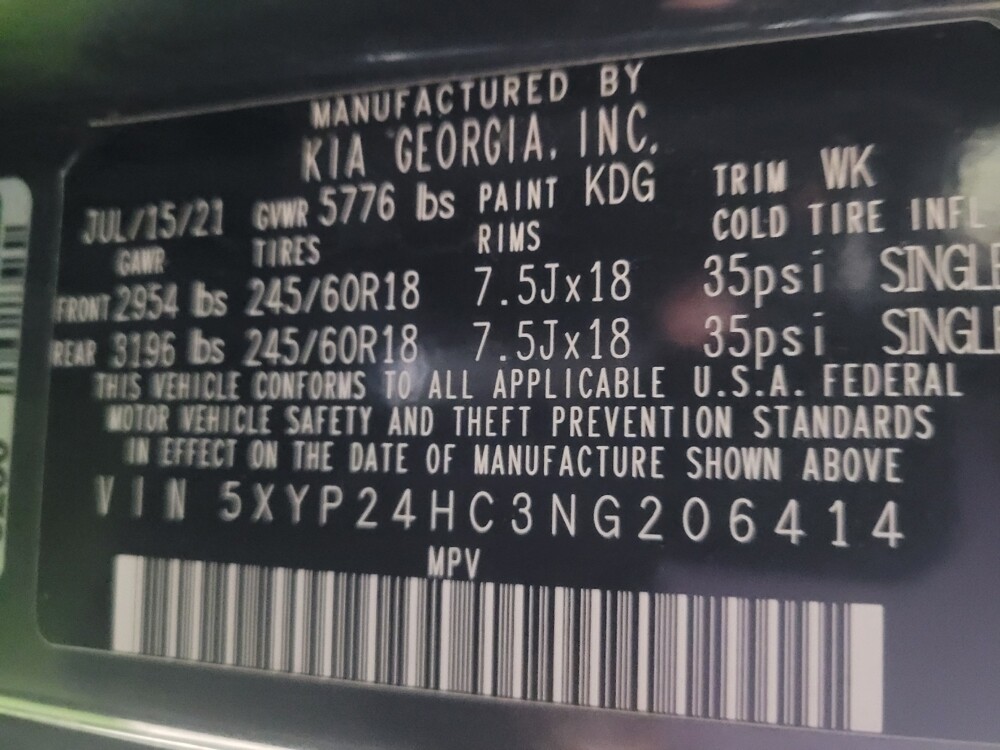 MANUFACTURED BY
KIA GEORGIA, INC.
JUL/15/21 GVWR 5776 lbs PAINT KDG TRIM WK
GAWR TIRES RIMS COLD TIRE INFL
FRONT 2954 lbs 245/60R18 7.5Jx18 35psi SINGLE
REAR 3196 lbs 245/60R18 7.5Jx18 35psi SINGLE
THIS VEHICLE CONFORMS TO ALL APPLICABLE U.S.A. FEDERAL
MOTOR VEHICLE SAFETY AND THEFT PREVENTION STANDARDS
IN EFFECT ON THE DATE OF MANUFACTURE SHOWN ABOVE
VIN 5XYP24HC3NG206414
MPV